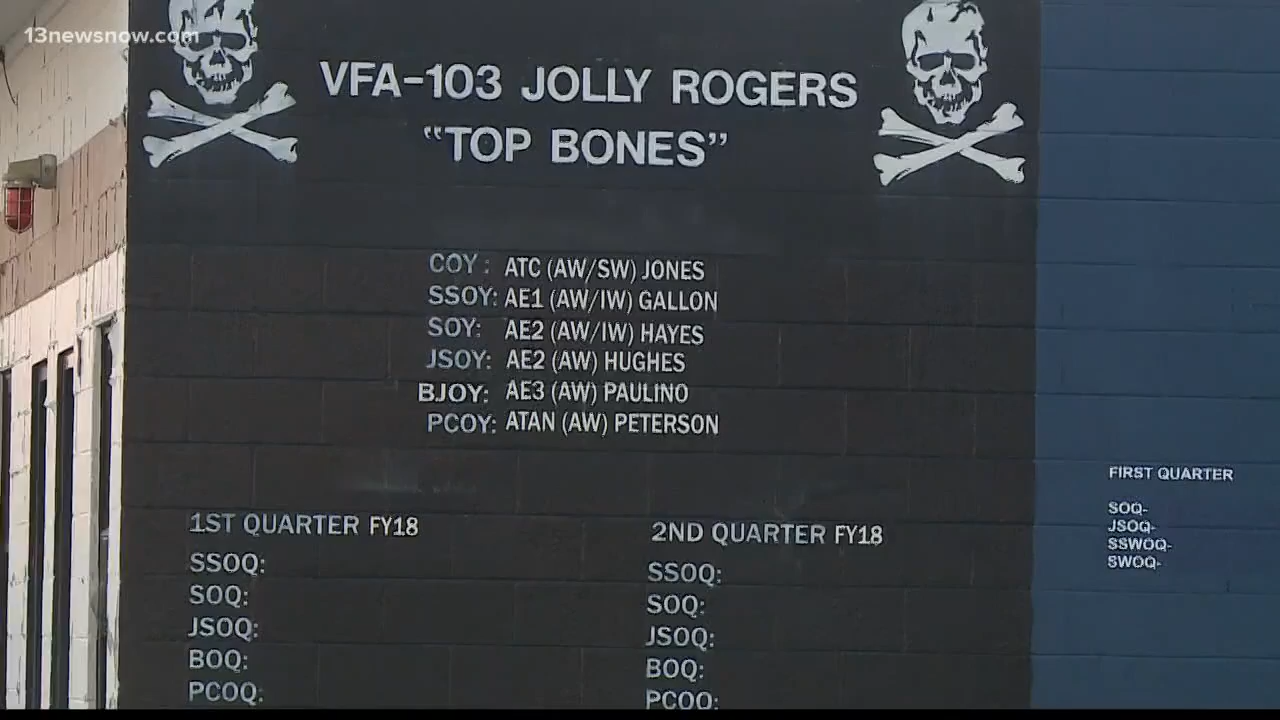 13newsnow.com
VFA-103 JOLLY ROGERS
"TOP BONES"
COY : ATC (AW/SW) JONES
SSOY: AE1 (AW/IW) GALLON
SOY: AE2 (AW/IW) HAYES
JSOY: AE2 (AW) HUGHES
BJOY: AE3 (AW) PAULINO
PCOY: ATAN (AW) PETERSON
1ST QUARTER FY18
SSOQ:
SOQ:
JSOQ:
BOQ:
PCOQ:
2ND QUARTER FY18
SSOQ:
SOQ:
JSOQ:
BOQ:
PCOQ:
FIRST QUARTER
SOQ-
JSOQ-
SSWOQ-
SWOQ-